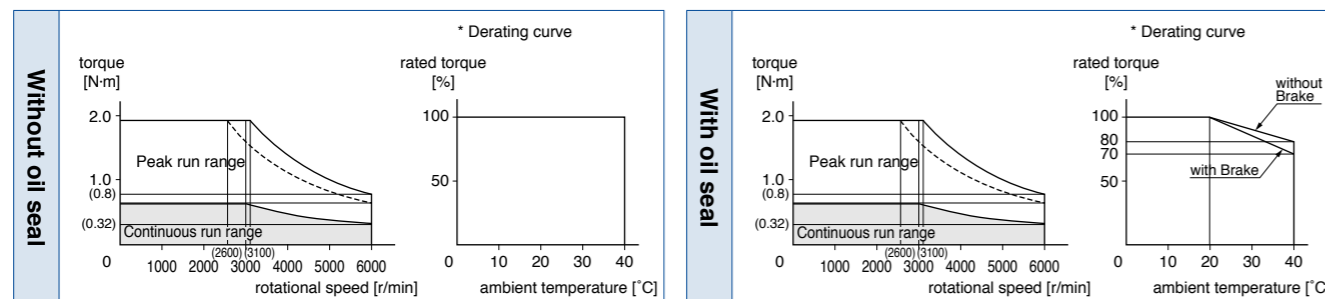 Without oil seal
* Derating curve
torque
[N·m]
2.0
Peak run range
1.0
(0.8)
(0.32)
Continuous run range
(2600)
(3100)
0
1000 2000 3000 4000 5000 6000
rotational speed [r/min]
rated torque
[%]
100
50
0 10 20 30 40
ambient temperature [˚C]
With oil seal
* Derating curve
torque
[N·m]
2.0
Peak run range
1.0
(0.8)
(0.32)
Continuous run range
(2600)
(3100)
0
1000 2000 3000 4000 5000 6000
rotational speed [r/min]
rated torque
[%]
without
Brake
100
80
70
with Brake
50
0 10 20 30 40
ambient temperature [˚C]